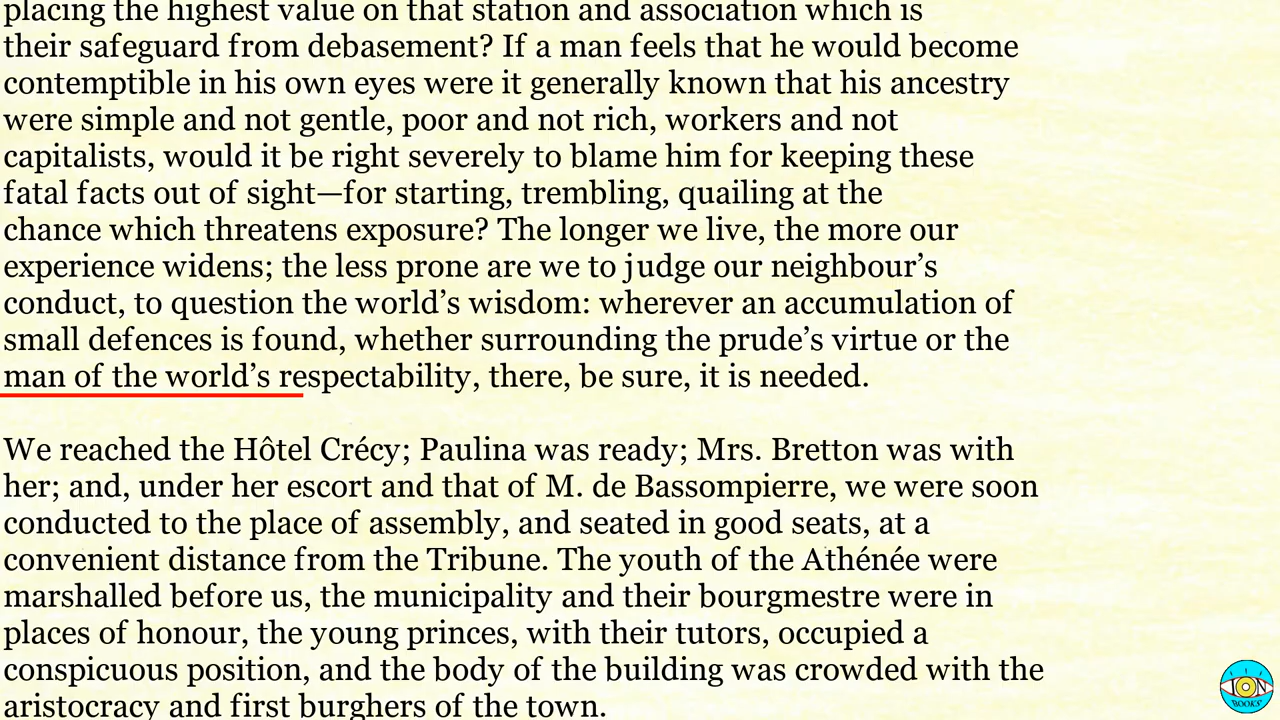 placing the highest value on that station and association which is
their safeguard from debasement? If a man feels that he would become
contemptible in his own eyes were it generally known that his ancestry
were simple and not gentle, poor and not rich, workers and not
capitalists, would it be right severely to blame him for keeping these
fatal facts out of sight—for starting, trembling, quailing at the
chance which threatens exposure? The longer we live, the more our
experience widens; the less prone are we to judge our neighbour’s
conduct, to question the world’s wisdom: wherever an accumulation of
small defences is found, whether surrounding the prude’s virtue or the
man of the world’s respectability, there, be sure, it is needed.
We reached the Hôtel Crécy; Paulina was ready; Mrs. Bretton was with
her; and, under her escort and that of M. de Bassompierre, we were soon
conducted to the place of assembly, and seated in good seats, at a
convenient distance from the Tribune. The youth of the Athénée were
marshalled before us, the municipality and their bourgmestre were in
places of honour, the young princes, with their tutors, occupied a
conspicuous position, and the body of the building was crowded with the
aristocracy and first burghers of the town.
ION
BOOKS